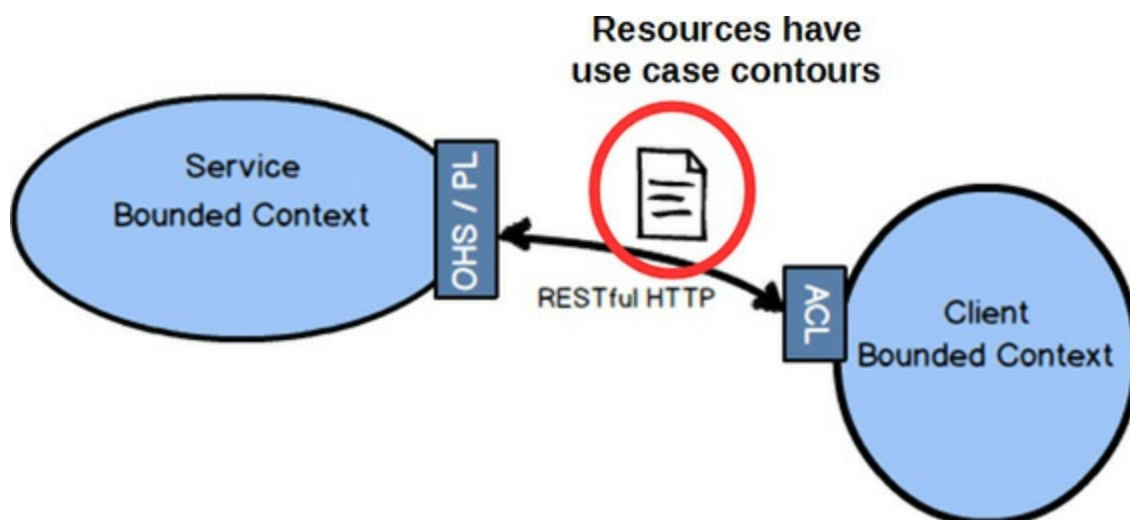 Resources have
use case contours
Service
Bounded Context
OHS / PL
RESTful HTTP
ACL
Client
Bounded Context